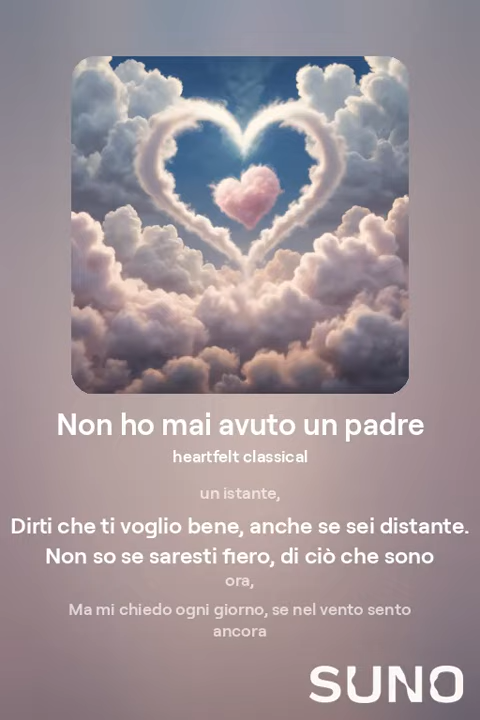 Non ho mai avuto un padre
heartfelt classical
un istante,
Dirti che ti voglio bene, anche se sei distante.
Non so se saresti fiero, di ciò che sono
ora,
Ma mi chiedo ogni giorno, se nel vento sento
ancora
SUNO